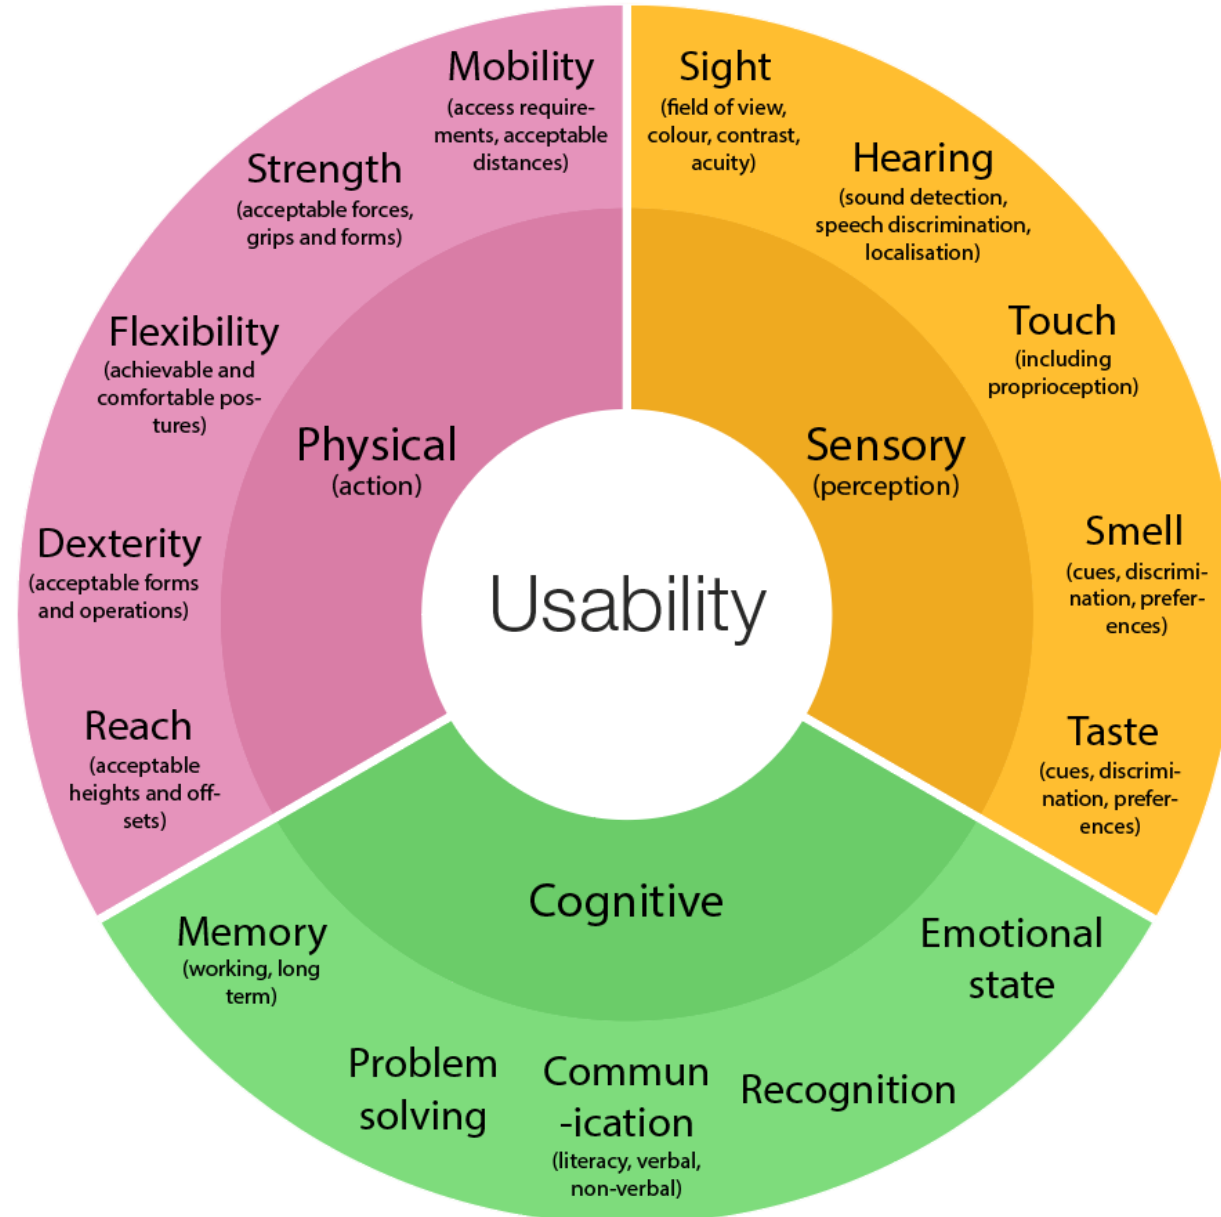 Usability
Physical
(action)
Mobility
(access require-
ments, acceptable
distances)
Strength
(acceptable forces,
grips and forms)
Flexibility
(achievable and
comfortable pos-
tures)
Dexterity
(acceptable forms
and operations)
Reach
(acceptable
heights and off-
sets)
Sensory
(perception)
Sight
(field of view,
colour, contrast,
acuity)
Hearing
(sound detection,
speech discrimination,
localisation)
Touch
(including
proprioception)
Smell
(cues, discrimi-
nation, prefer-
ences)
Taste
(cues, discrimi-
nation, prefer-
ences)
Cognitive
Memory
(working, long
term)
Problem
solving
Commun
-ication
(literacy, verbal,
non-verbal)
Recognition
Emotional
state